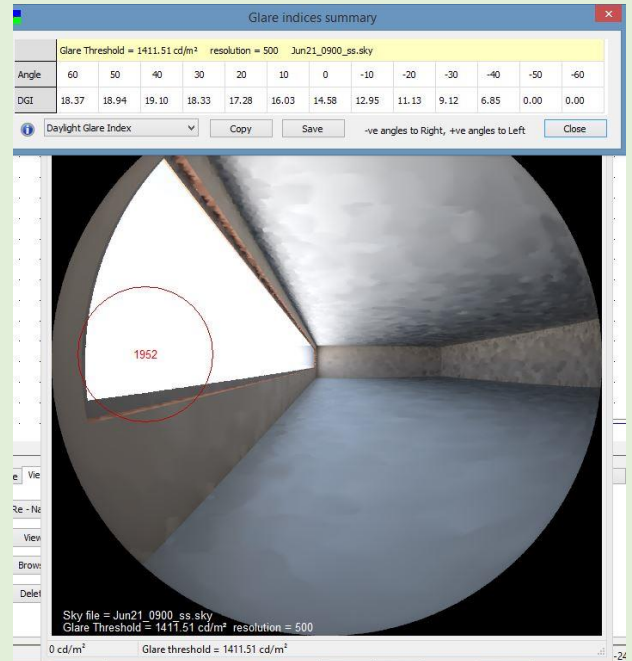 Glare indices summary
Glare Threshold = 1411.51 cd/m² resolution = 500 Jun21_0900_ss.sky
Angle 60 50 40 30 20 10 0 -10 -20 -30 -40 -50 -60
DGI 18.37 18.94 19.10 18.33 17.28 16.03 14.58 12.95 11.13 9.12 6.85 0.00 0.00
Daylight Glare Index Copy Save -ve angles to Right, +ve angles to Left Close
1952
e Vie
Re - Na
View
Brows
Delet
Sky file = Jun21_0900_ss.sky
Glare Threshold = 1411.51 cd/m² resolution = 500
0 cd/m² Glare threshold = 1411.51 cd/m²
-24